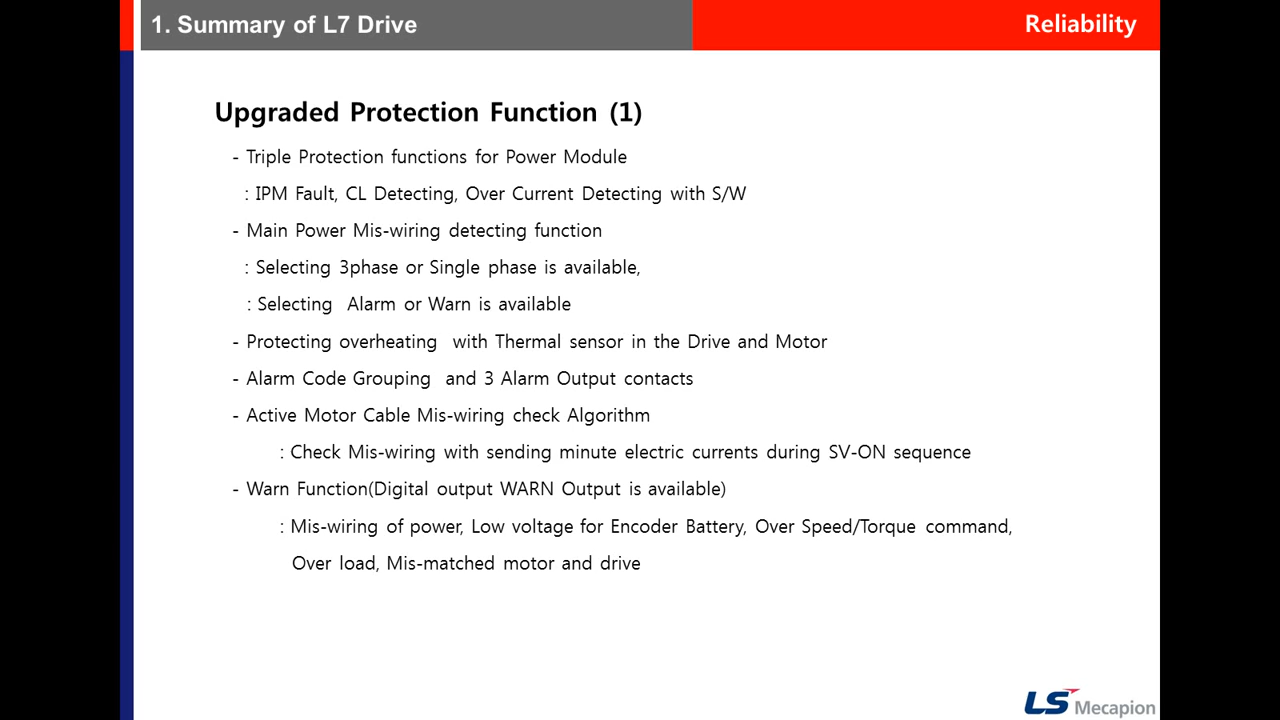 1. Summary of L7 Drive
Reliability
Upgraded Protection Function (1)
- Triple Protection functions for Power Module
: IPM Fault, CL Detecting, Over Current Detecting with S/W
- Main Power Mis-wiring detecting function
: Selecting 3phase or Single phase is available,
: Selecting Alarm or Warn is available
- Protecting overheating with Thermal sensor in the Drive and Motor
- Alarm Code Grouping and 3 Alarm Output contacts
- Active Motor Cable Mis-wiring check Algorithm
: Check Mis-wiring with sending minute electric currents during SV-ON sequence
- Warn Function(Digital output WARN Output is available)
: Mis-wiring of power, Low voltage for Encoder Battery, Over Speed/Torque command,
Over load, Mis-matched motor and drive
LS Mecapion